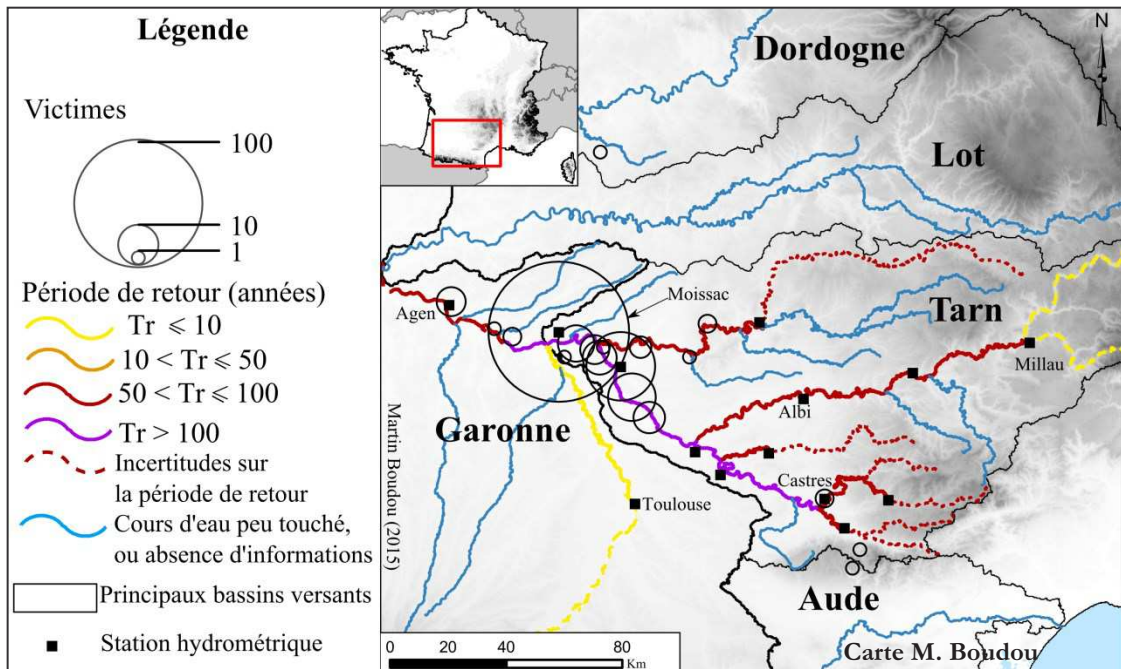 Légende
Victimes
100
10
1
Période de retour (années)
Tr ⩽ 10
10 < Tr ⩽ 50
50 < Tr ⩽ 100
Tr > 100
Incertitudes sur
la période de retour
Cours d'eau peu touché,
ou absence d'informations
Principaux bassins versants
Station hydrométrique
N
Dordogne
Lot
Moissac
Agen
Tarn
Millau
Albi
Garonne
Martin Boudou (2015)
Castres
Toulouse
Aude
0 20 40 80
Km
Carte M. Boudou